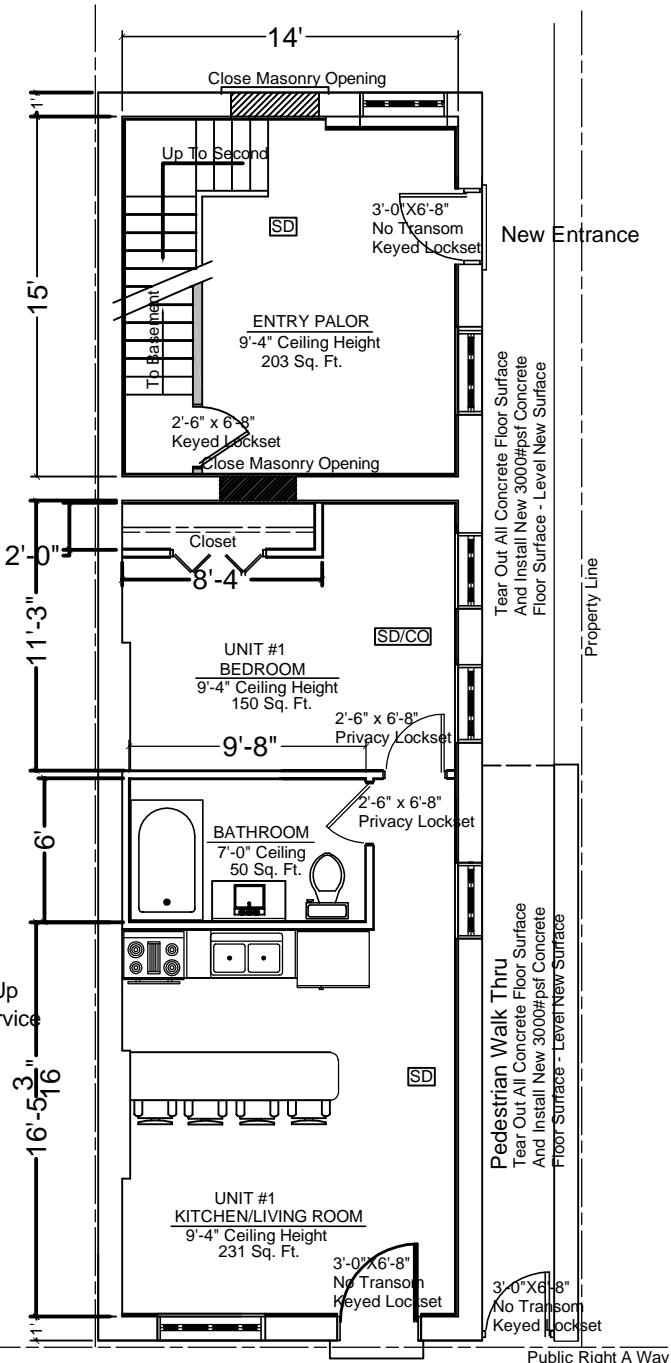 14'
Close Masonry Opening
1'
Up To Second
SD
3'-0"X6'-8"
No Transom
Keyed Lockset
New Entrance
15'
ENTRY PALOR
9'-4" Ceiling Height
203 Sq. Ft.
To Basement
2'-6" x 6'-8"
Keyed Lockset
Close Masonry Opening
Tear Out All Concrete Floor Surface
And Install New 3000#psf Concrete
Floor Surface - Level New Surface
Property Line
2'-0"
Closet
8'-4"
11'-3"
SD/CO
UNIT #1
BEDROOM
9'-4" Ceiling Height
150 Sq. Ft.
2'-6" x 6'-8"
Privacy Lockset
9'-8"
2'-6" x 6'-8"
Privacy Lockset
6'
BATHROOM
7'-0" Ceiling
50 Sq. Ft.
Up
rvice
16'-5 3/16"
SD
Pedestrian Walk Thru
Tear Out All Concrete Floor Surface
And Install New 3000#psf Concrete
Floor Surface - Level New Surface
UNIT #1
KITCHEN/LIVING ROOM
9'-4" Ceiling Height
231 Sq. Ft.
3'-0"X6'-8"
No Transom
Keyed Lockset
3'-0"X6'-8"
No Transom
Keyed Lockset
1'
Public Right A Way